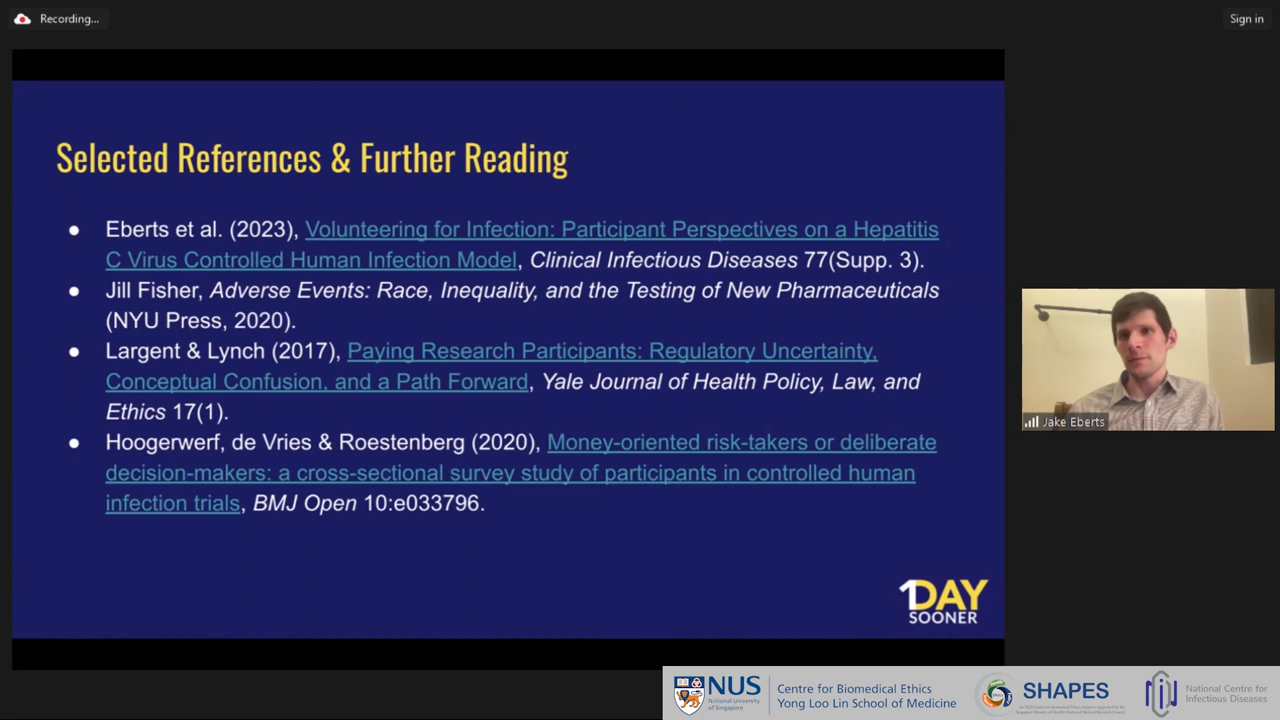 Recording...
Sign in
Selected References & Further Reading
● Eberts et al. (2023), Volunteering for Infection: Participant Perspectives on a Hepatitis
C Virus Controlled Human Infection Model, Clinical Infectious Diseases 77(Supp. 3).
● Jill Fisher, Adverse Events: Race, Inequality, and the Testing of New Pharmaceuticals
(NYU Press, 2020).
● Largent & Lynch (2017), Paying Research Participants: Regulatory Uncertainty,
Conceptual Confusion, and a Path Forward, Yale Journal of Health Policy, Law, and
Ethics 17(1).
● Hoogerwerf, de Vries & Roestenberg (2020), Money-oriented risk-takers or deliberate
decision-makers: a cross-sectional survey study of participants in controlled human
infection trials, BMJ Open 10:e033796.
1DAY
SOONER
Jake Eberts
NUS
National University
of Singapore
Centre for Biomedical Ethics
Yong Loo Lin School of Medicine
SHAPES
National Centre for
Infectious Diseases